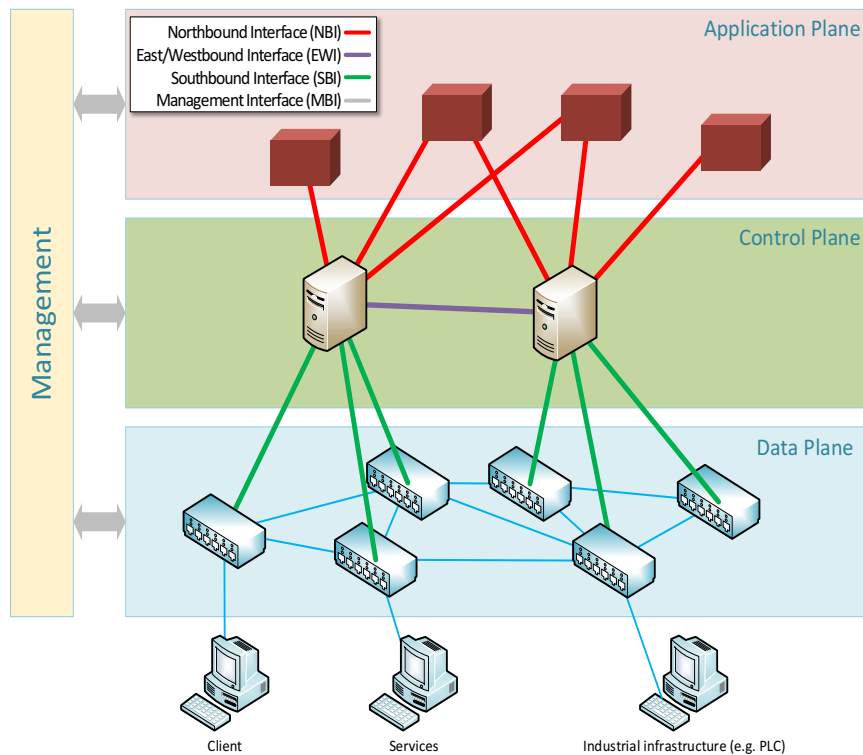 Northbound Interface (NBI)
East/Westbound Interface (EWI)
Southbound Interface (SBI)
Management Interface (MBI)
Application Plane
Management
Control Plane
Data Plane
Client
Services
Industrial infrastructure (e.g. PLC)